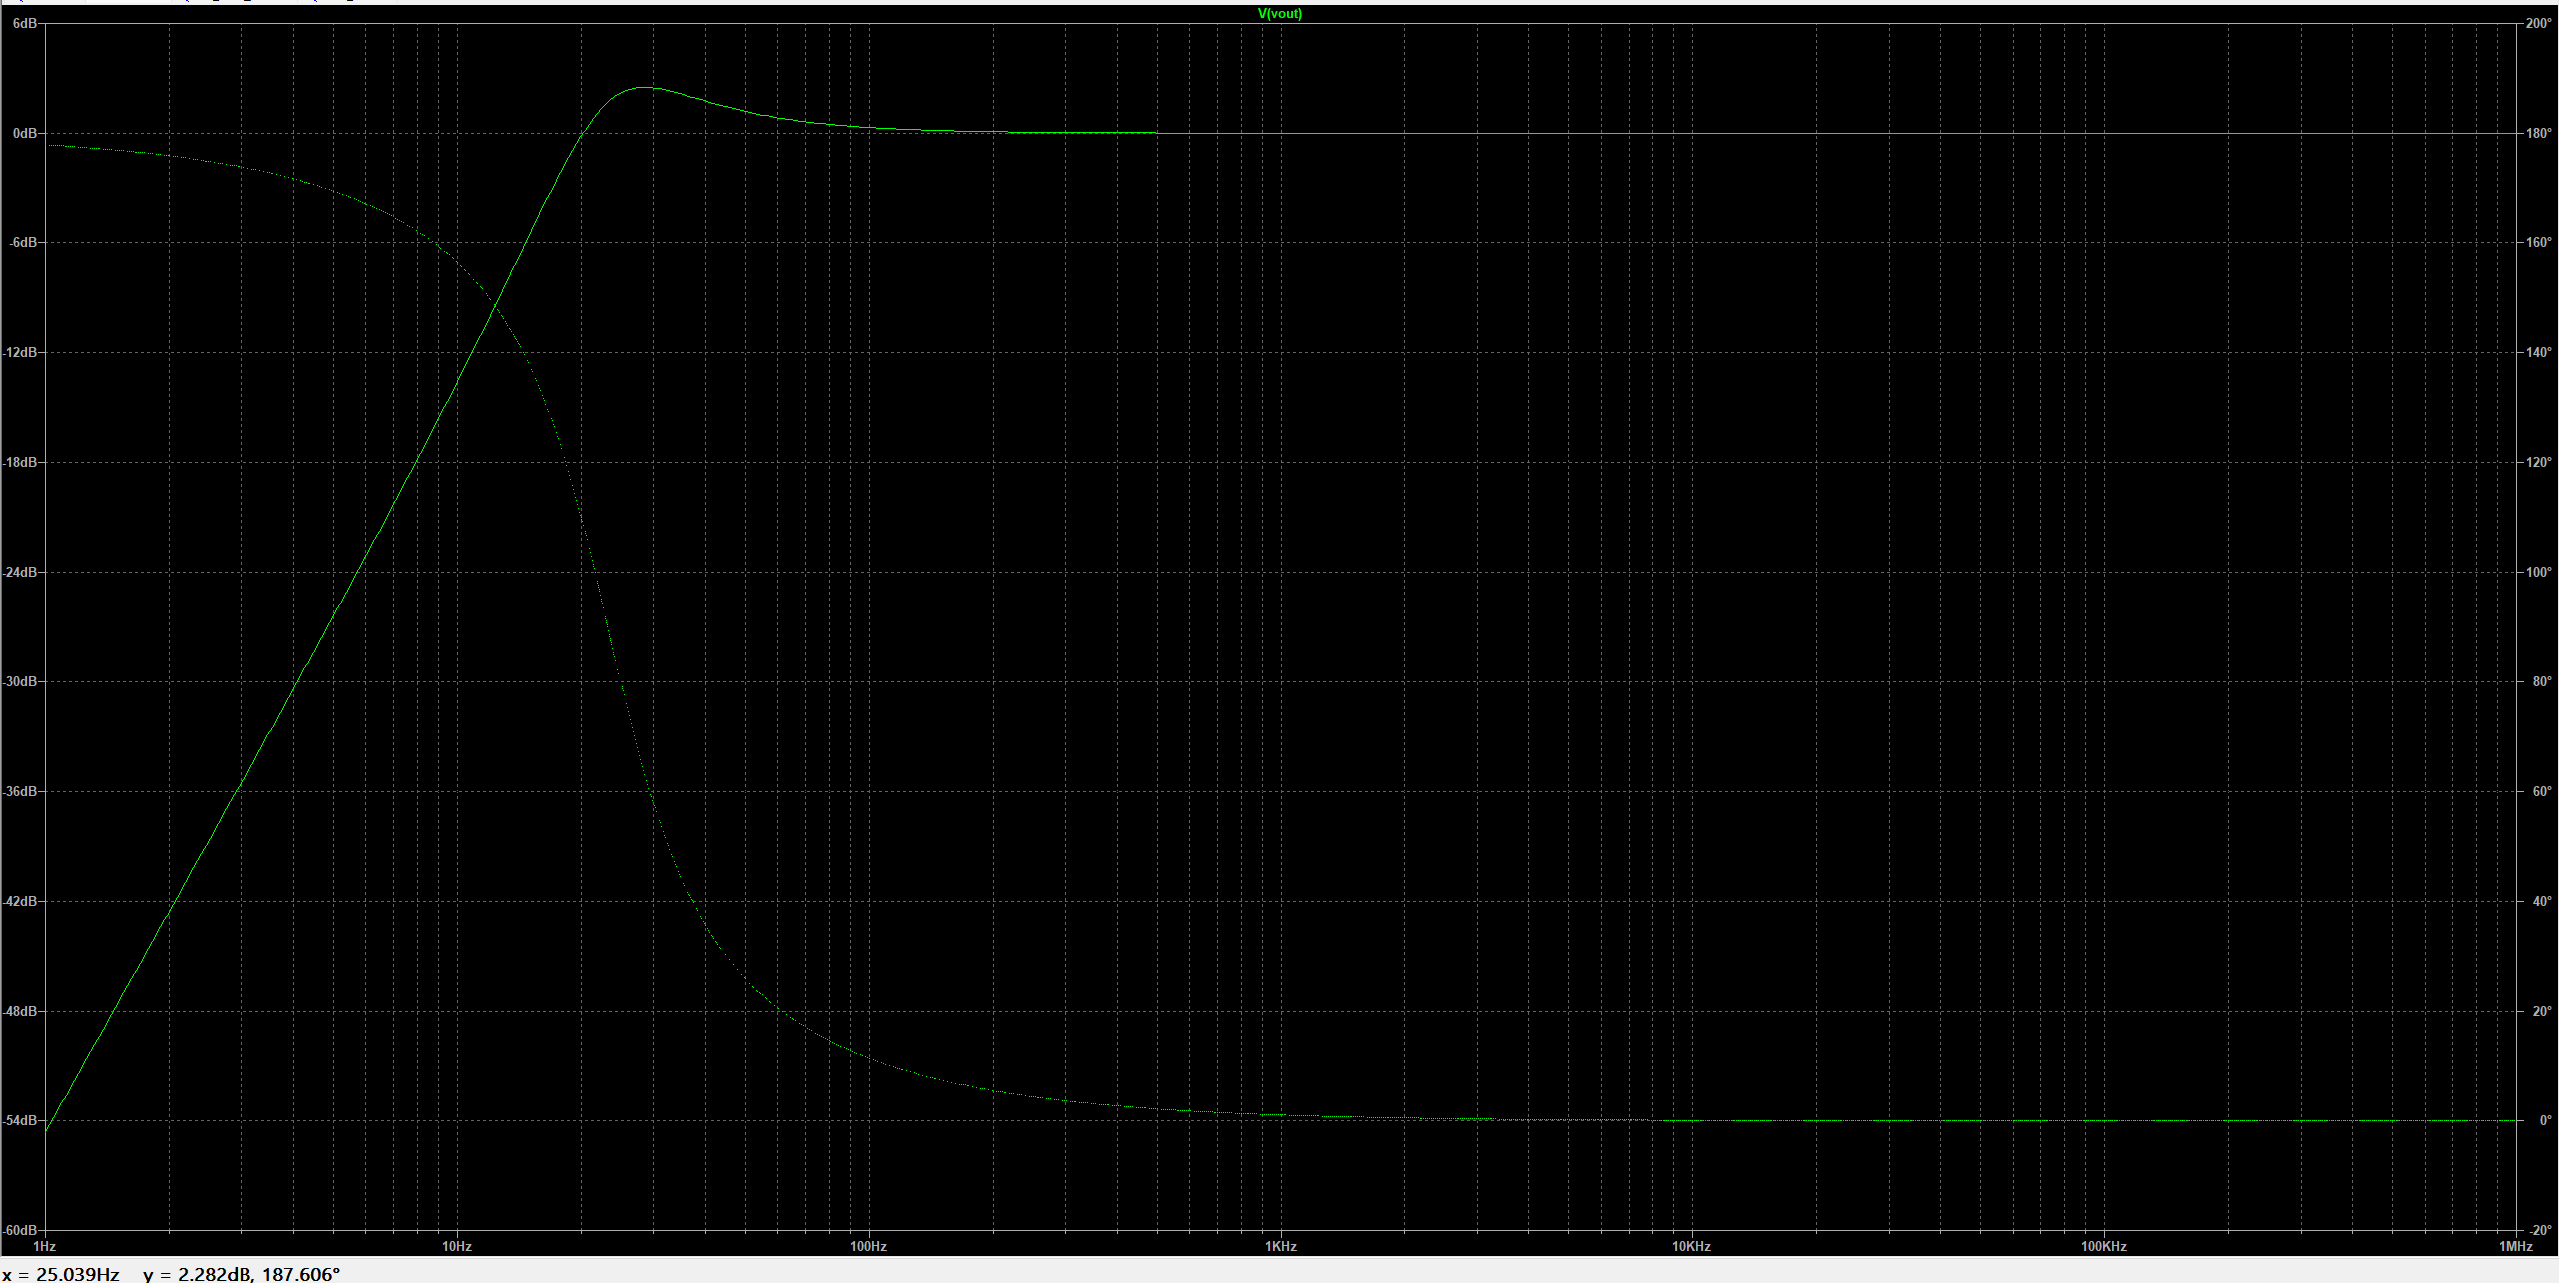 V(vout)
6dB
0dB
-6dB
-12dB
-18dB
-24dB
-30dB
-36dB
-42dB
-48dB
-54dB
-60dB
200°
180°
160°
140°
120°
100°
80°
60°
40°
20°
0°
-20°
1Hz 10Hz 100Hz 1KHz 10KHz 100KHz 1MHz
x = 25.039Hz y = 2.282dB, 187.606°